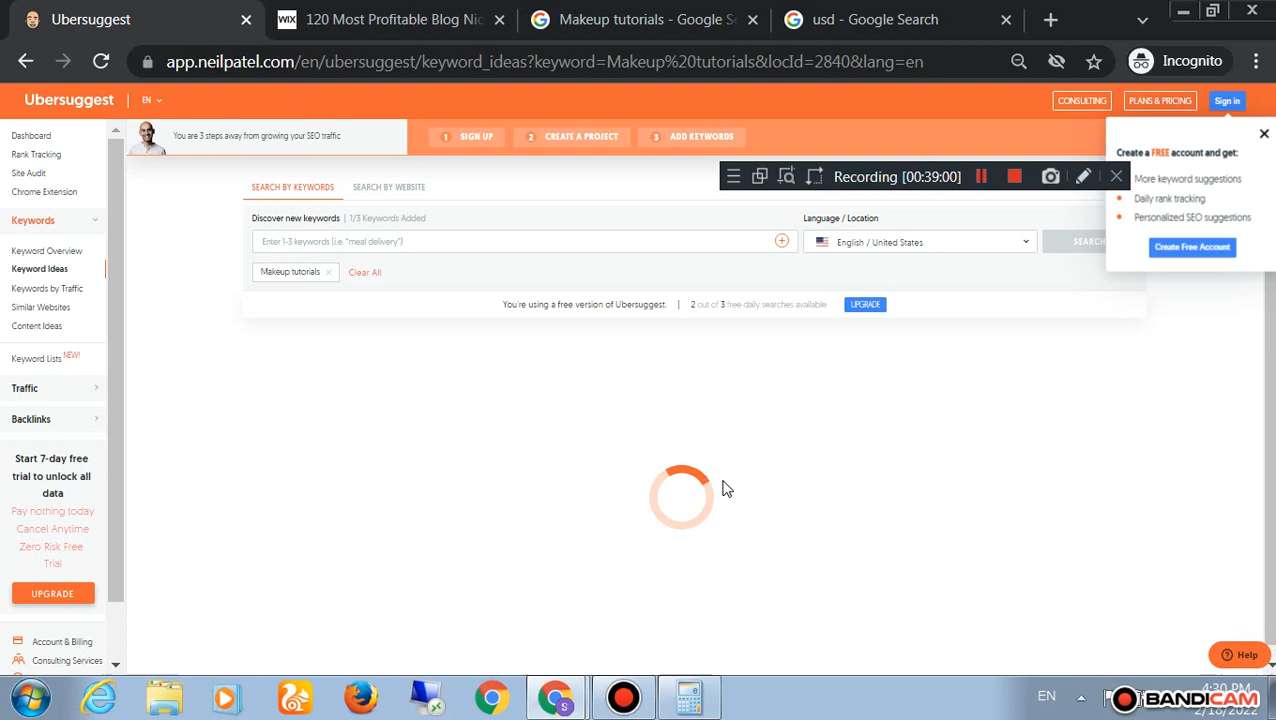 Ubersuggest
WIX 120 Most Profitable Blog Nic
Makeup tutorials - Google Se
usd - Google Search
app.neilpatel.com/en/ubersuggest/keyword_ideas?keyword=Makeup%20tutorials&locId=2840&lang=en
Incognito
Ubersuggest
EN
CONSULTING
PLANS & PRICING
Sign in
You are 3 steps away from growing your SEO traffic
1 SIGN UP
2 CREATE A PROJECT
3 ADD KEYWORDS
Create a FREE account and get:
More keyword suggestions
Daily rank tracking
Personalized SEO suggestions
Create Free Account
Recording [00:39:00]
Dashboard
Rank Tracking
Site Audit
Chrome Extension
Keywords
Keyword Overview
Keyword Ideas
Keywords by Traffic
Similar Websites
Content Ideas
Keyword Lists NEW!
Traffic
Backlinks
Start 7-day free
trial to unlock all
data
Pay nothing today
Cancel Anytime
Zero Risk Free
Trial
UPGRADE
Account & Billing
Consulting Services
SEARCH BY KEYWORDS
SEARCH BY WEBSITE
Discover new keywords | 1/3 Keywords Added
Language / Location
Enter 1-3 keywords (i.e. "meal delivery")
English / United States
SEARCH
Makeup tutorials
Clear All
You're using a free version of Ubersuggest. | 2 out of 3 free daily searches available
UPGRADE
Help
EN
4:30 PM
2/18/2022
BANDICAM